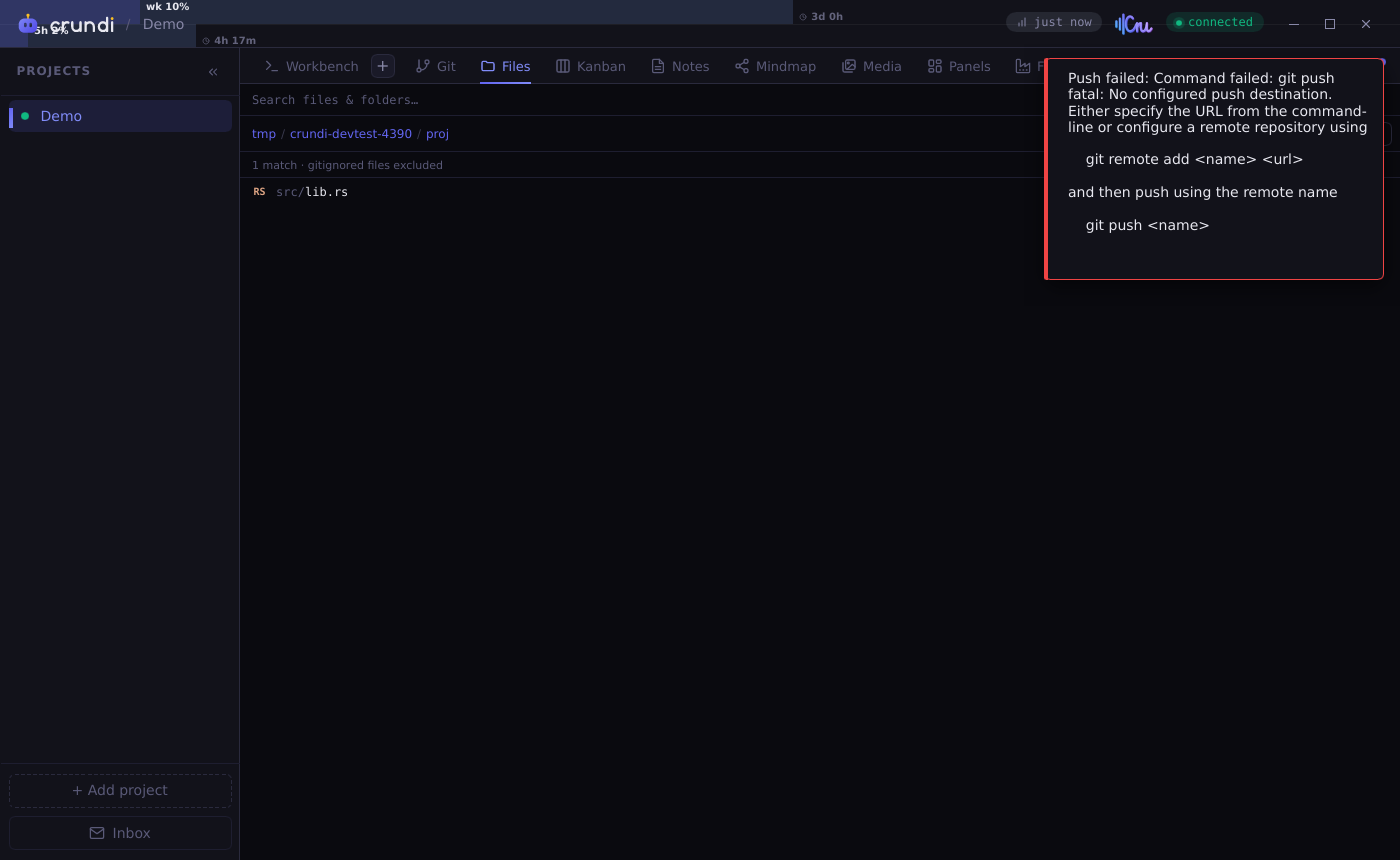 wk 10%
3d 0h
5h 2%
4h 17m
crundi / Demo
just now
Cru
connected
PROJECTS
«
Demo
Workbench
+
Git
Files
Kanban
Notes
Mindmap
Media
Panels
F
Search files & folders…
tmp / crundi-devtest-4390 / proj
1 match · gitignored files excluded
RS src/lib.rs
Push failed: Command failed: git push
fatal: No configured push destination.
Either specify the URL from the command-
line or configure a remote repository using
git remote add <name> <url>
and then push using the remote name
git push <name>
+ Add project
Inbox